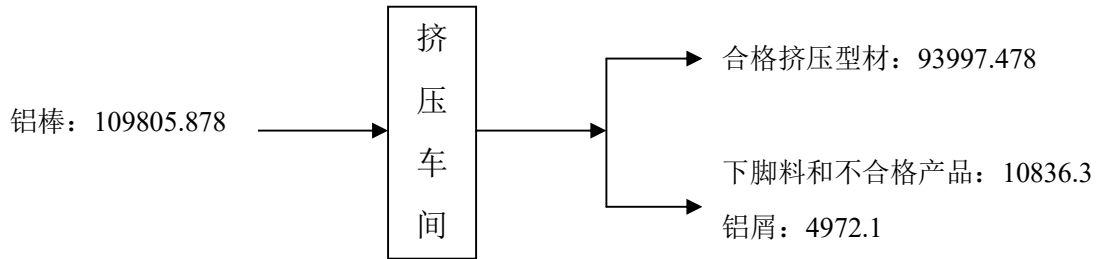 铝棒：109805.878
挤
压
车
间
合格挤压型材：93997.478
下脚料和不合格产品：10836.3
铝屑：4972.1